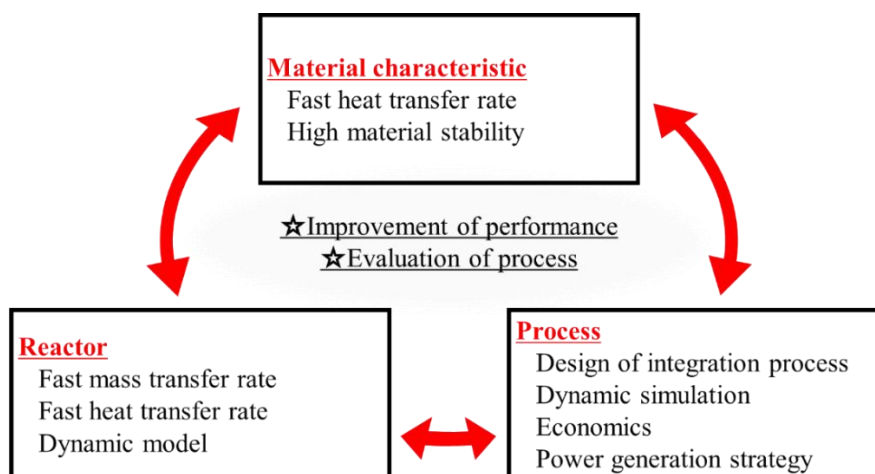 Material characteristic
Fast heat transfer rate
High material stability
☆Improvement of performance
☆Evaluation of process
Reactor
Fast mass transfer rate
Fast heat transfer rate
Dynamic model
Process
Design of integration process
Dynamic simulation
Economics
Power generation strategy